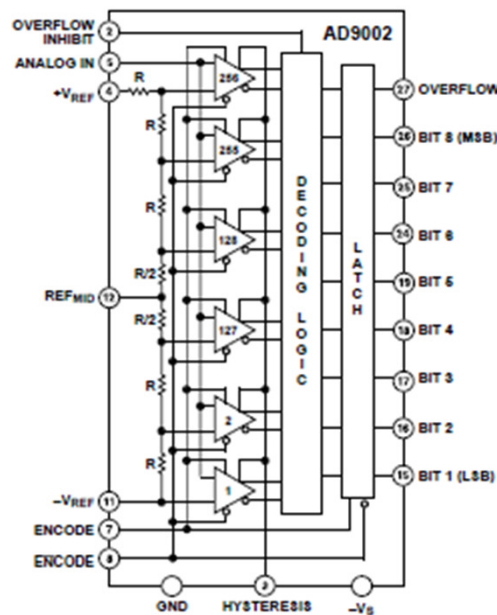 AD9002
OVERFLOW
INHIBIT
2
ANALOG IN
5
+VREF
4
R
256
27
OVERFLOW
R
255
26
BIT 8 (MSB)
25
BIT 7
R
128
24
BIT 6
R/2
REFMID
12
R/2
127
19
BIT 5
18
BIT 4
R
2
17
BIT 3
16
BIT 2
R
1
15
BIT 1 (LSB)
–VREF
11
ENCODE
7
ENCODE
8
DECODING
LOGIC
LATCH
GND
HYSTERESIS
–VS